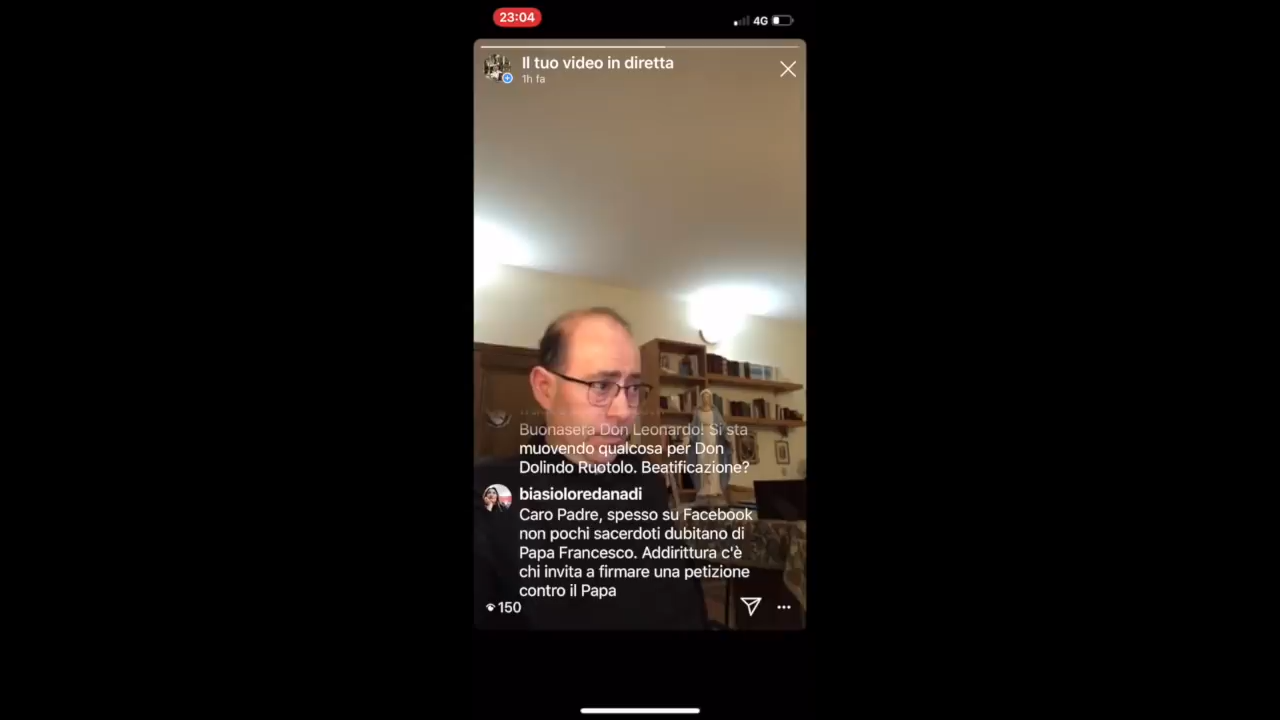 23:04
4G
Il tuo video in diretta
1h fa
Buonasera Don Leonardo! Si sta
muovendo qualcosa per Don
Dolindo Ruotolo. Beatificazione?
biasioloredanadi
Caro Padre, spesso su Facebook
non pochi sacerdoti dubitano di
Papa Francesco. Addirittura c'è
chi invita a firmare una petizione
contro il Papa
150